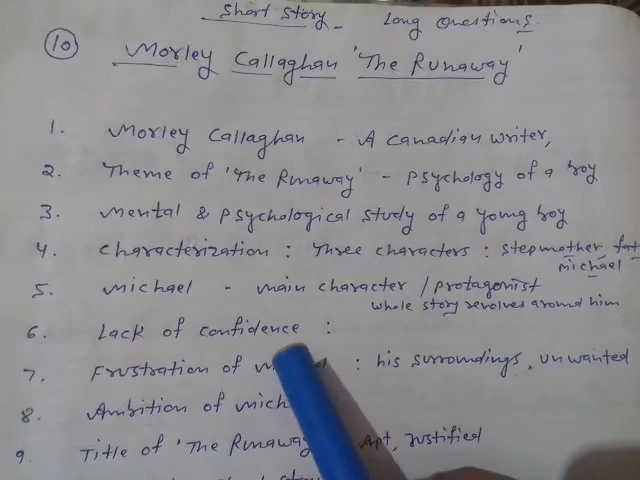 Short Story - Long Questions.
10 Morley Callaghan 'The Runaway'
1. Morley Callaghan - A Canadian writer,
2. Theme of 'The Runaway' - Psychology of a boy
3. Mental & Psychological study of a young boy
4. Characterization : Three characters : stepmother, fat
michael
5. Michael - main character / protagonist
whole story revolves around him
6. Lack of confidence :
7. Frustration of : his surroundings, unwanted
8. Ambition of mich
9. Title of 'The Runaway' Apt, Justified